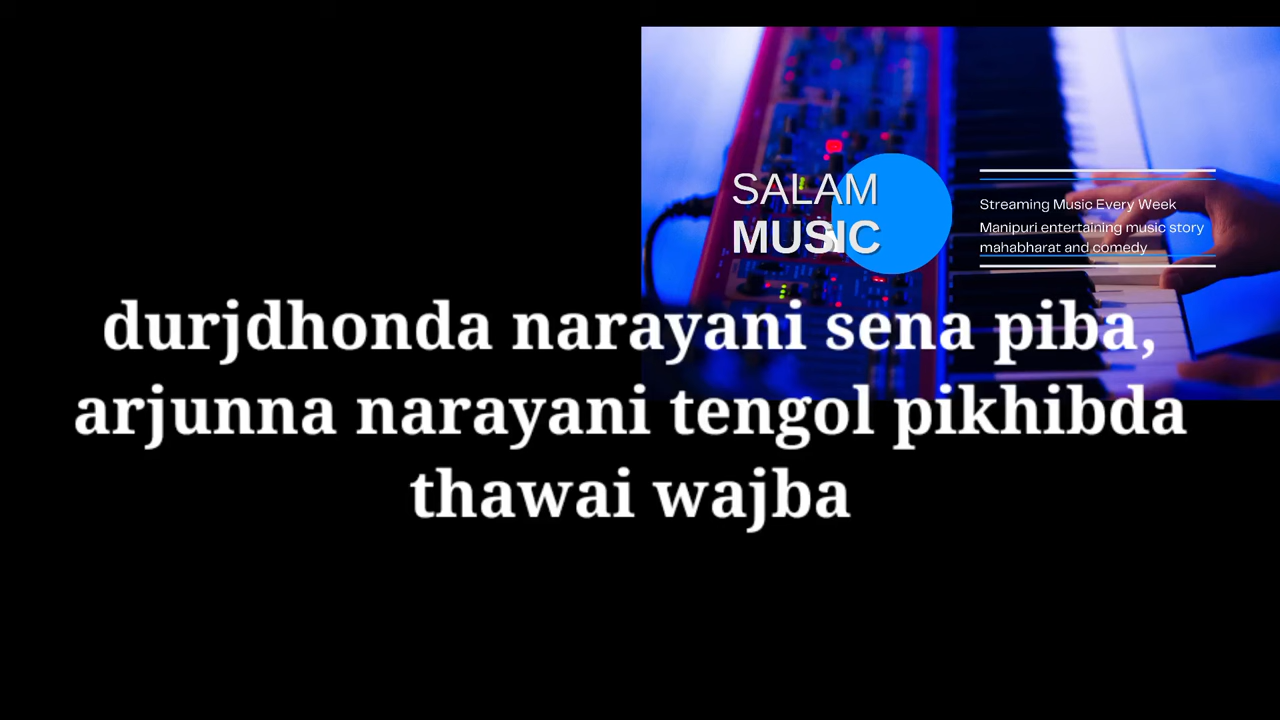 SALAM
MUSIC
Streaming Music Every Week
Manipuri entertaining music story
mahabharat and comedy
durjdhonda narayani sena piba,
arjunna narayani tengol pikhibda
thawai wajba